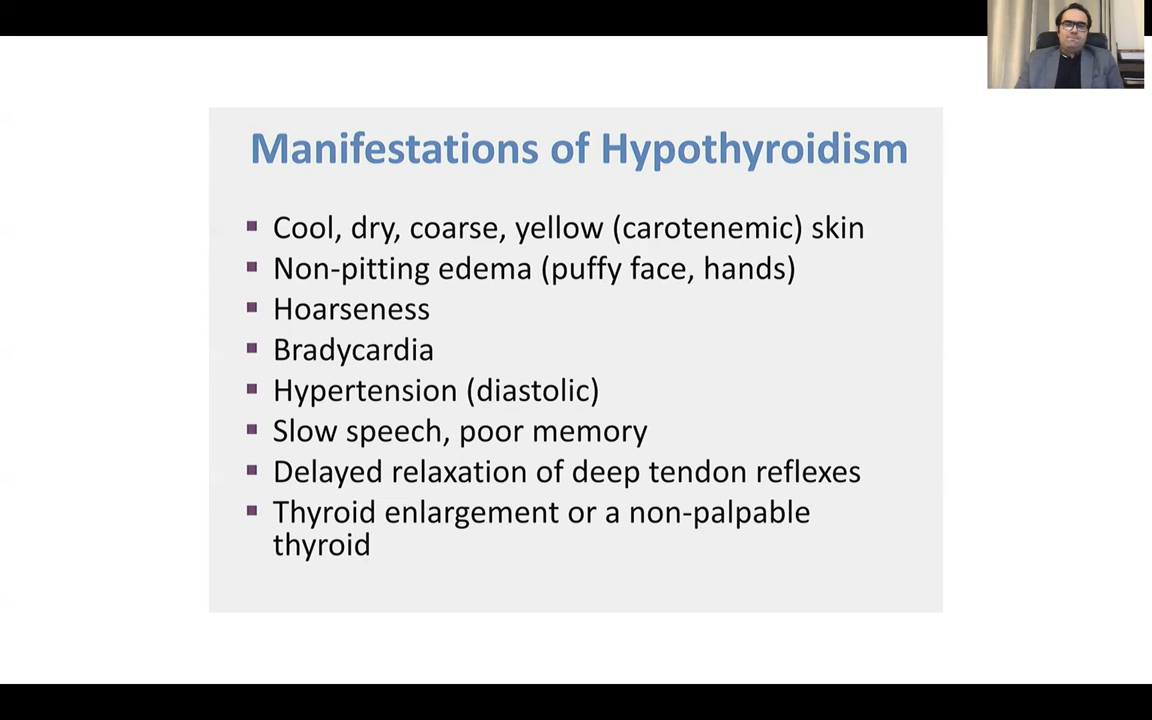 Manifestations of Hypothyroidism
▪ Cool, dry, coarse, yellow (carotenemic) skin
▪ Non-pitting edema (puffy face, hands)
▪ Hoarseness
▪ Bradycardia
▪ Hypertension (diastolic)
▪ Slow speech, poor memory
▪ Delayed relaxation of deep tendon reflexes
▪ Thyroid enlargement or a non-palpable
thyroid